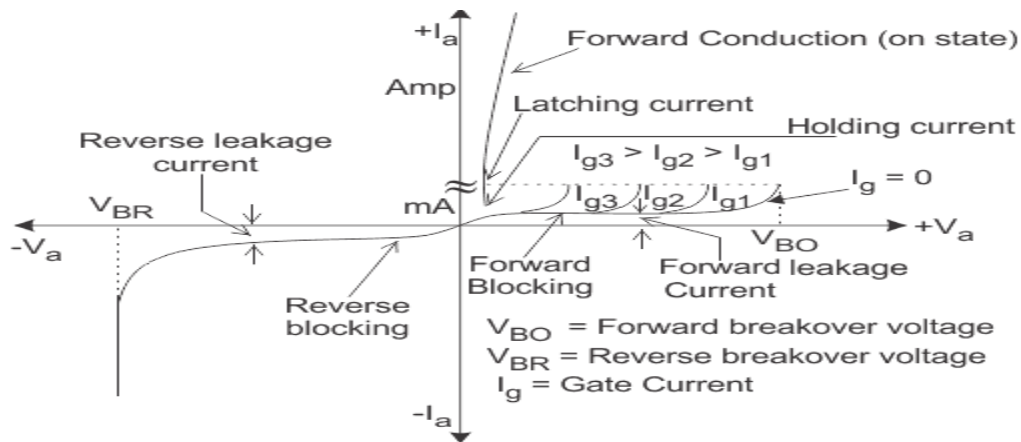 +Ia
Forward Conduction (on state)
Amp
Latching current
Reverse leakage
current
Holding current
Ig3 > Ig2 > Ig1
Ig = 0
Ig3
Ig2
Ig1
mA
VBR
-Va
+Va
VBO
Forward
Blocking
Forward leakage
Current
Reverse
blocking
VBO = Forward breakover voltage
VBR = Reverse breakover voltage
Ig = Gate Current
-Ia